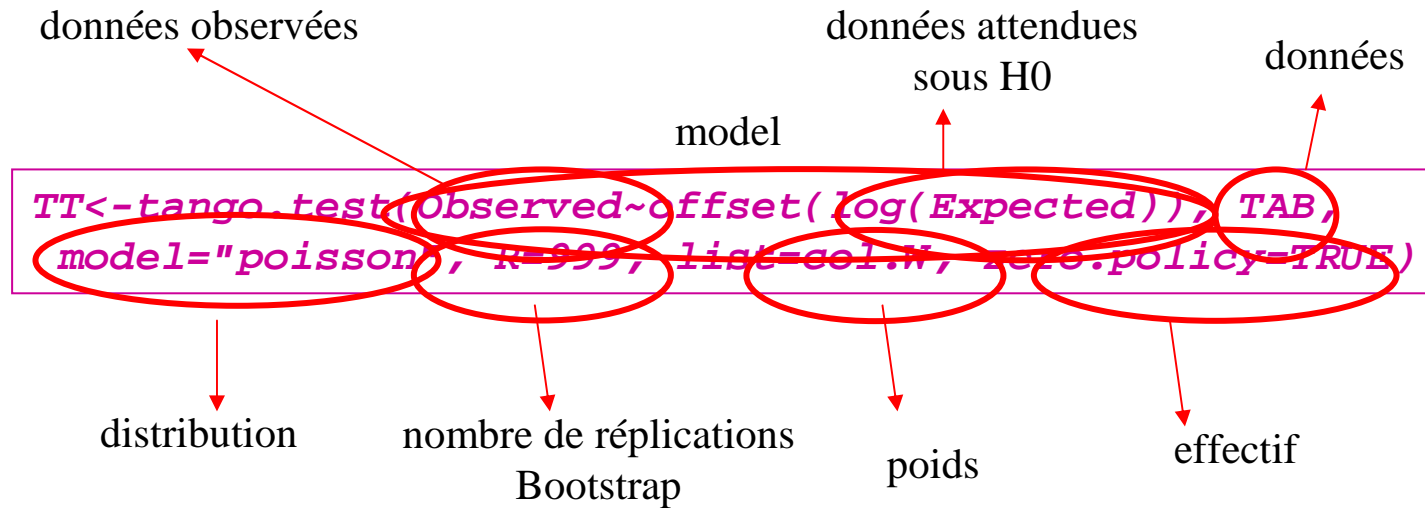 données observées
données attendues
sous H0
données
model
TT<-tango.test(Observed~offset(log(Expected)), TAB,
model="poisson", R=999, list=col.W, zero.policy=TRUE)
distribution
nombre de réplications
Bootstrap
poids
effectif